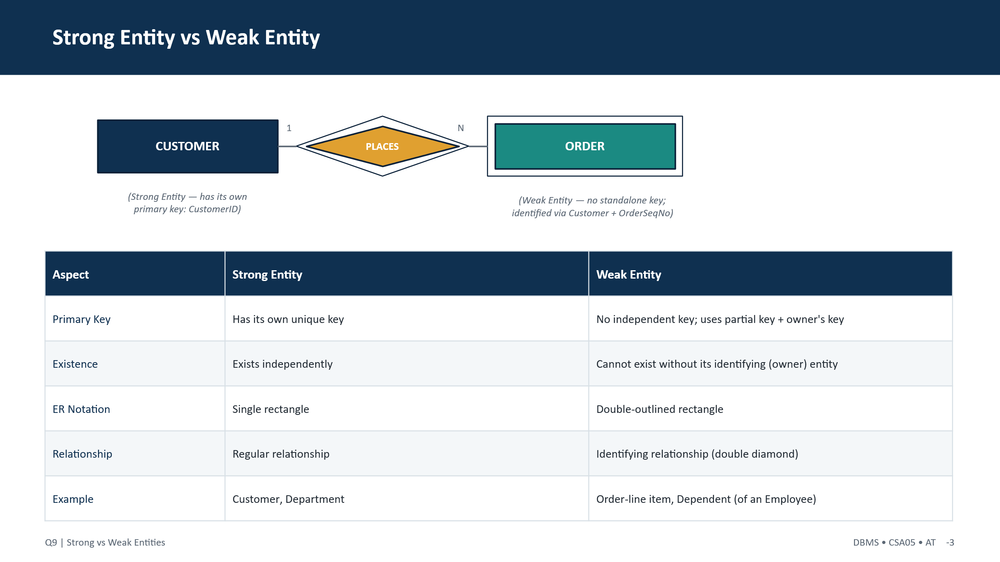 Strong Entity vs Weak Entity
CUSTOMER
1
PLACES
N
ORDER
(Strong Entity — has its own
primary key: CustomerID)
(Weak Entity — no standalone key;
identified via Customer + OrderSeqNo)
Aspect
Strong Entity
Weak Entity
Primary Key
Has its own unique key
No independent key; uses partial key + owner's key
Existence
Exists independently
Cannot exist without its identifying (owner) entity
ER Notation
Single rectangle
Double-outlined rectangle
Relationship
Regular relationship
Identifying relationship (double diamond)
Example
Customer, Department
Order-line item, Dependent (of an Employee)
Q9 | Strong vs Weak Entities
DBMS • CSA05 • AT -3